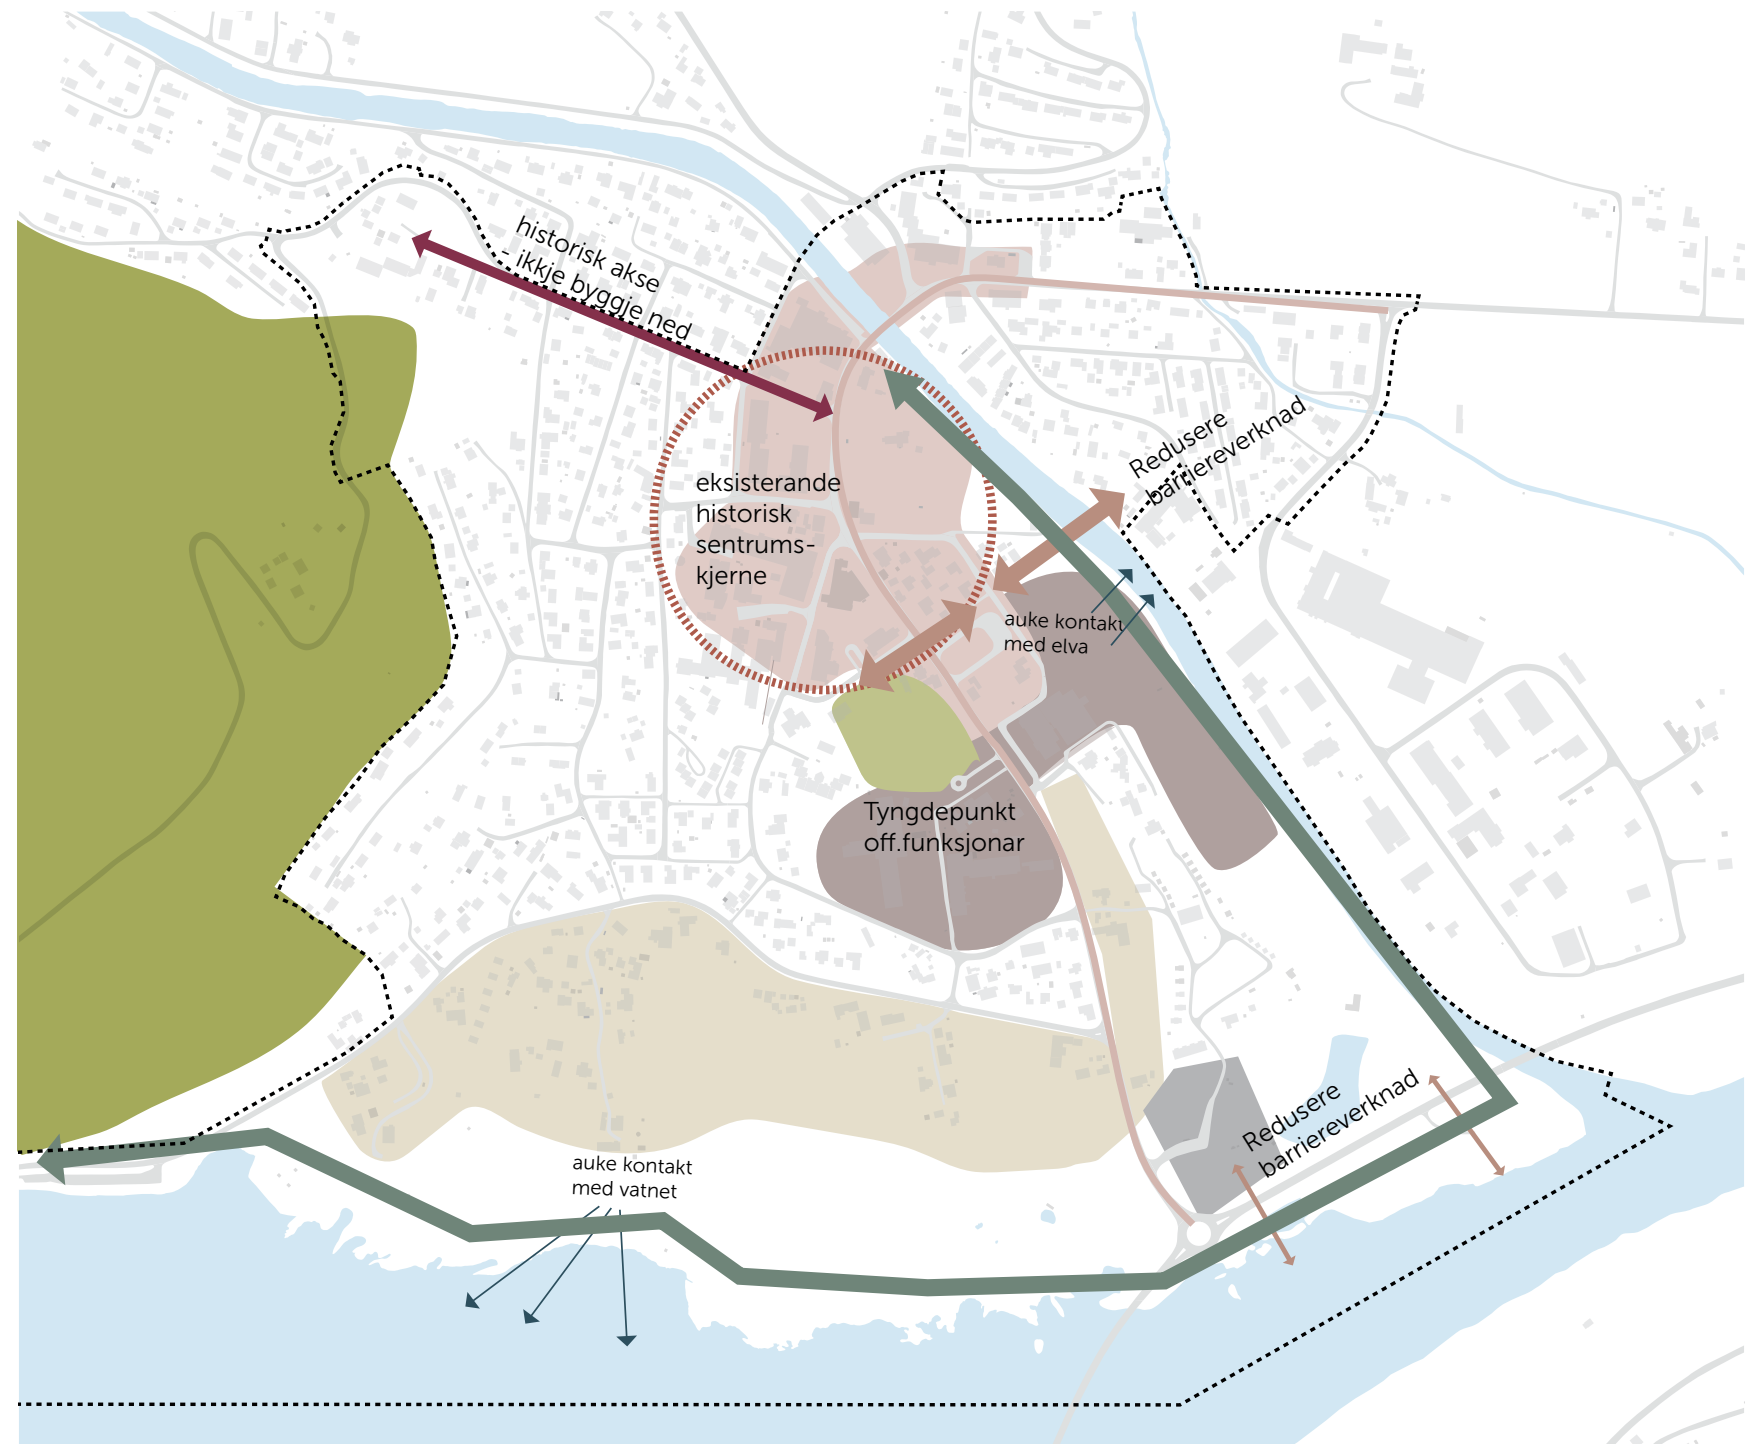 historisk akse
- ikkje byggje ned
Redusere
barriereverknad
eksisterande
historisk
sentrums-
kjerne
auke kontakt
med elva
Tyngdepunkt
off.funksjonar
Redusere
barriereverknad
auke kontakt
med vatnet